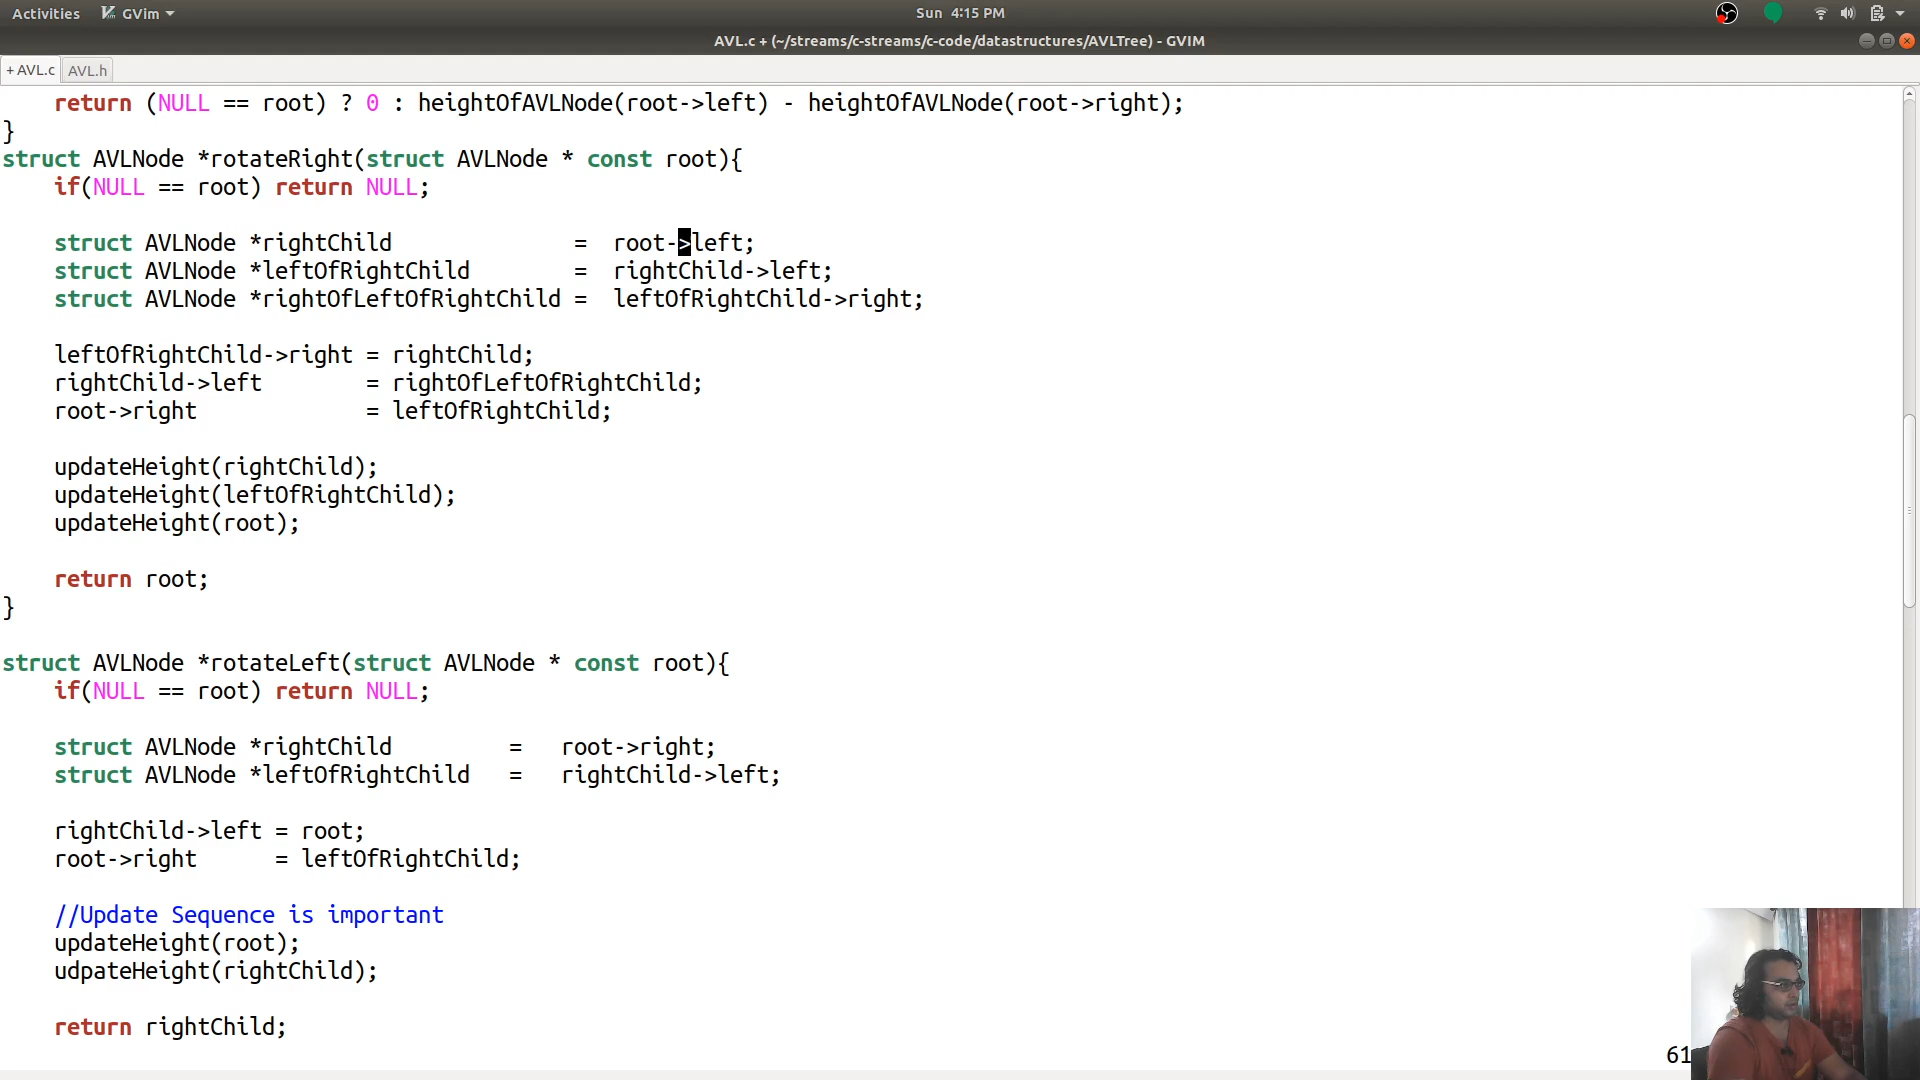 Activities GVim Sun 4:15 PM
AVL.c + (~/streams/c-streams/c-code/datastructures/AVLTree) - GVIM
+ AVL.c AVL.h
    return (NULL == root) ? 0 : heightOfAVLNode(root->left) - heightOfAVLNode(root->right);
}
struct AVLNode *rotateRight(struct AVLNode * const root){
    if(NULL == root) return NULL;
    struct AVLNode *rightChild              =  root->left;
    struct AVLNode *leftOfRightChild        =  rightChild->left;
    struct AVLNode *rightOfLeftOfRightChild =  leftOfRightChild->right;
    leftOfRightChild->right = rightChild;
    rightChild->left        = rightOfLeftOfRightChild;
    root->right             = leftOfRightChild;
    updateHeight(rightChild);
    updateHeight(leftOfRightChild);
    updateHeight(root);
    return root;
}
struct AVLNode *rotateLeft(struct AVLNode * const root){
    if(NULL == root) return NULL;
    struct AVLNode *rightChild         =   root->right;
    struct AVLNode *leftOfRightChild   =   rightChild->left;
    rightChild->left = root;
    root->right      = leftOfRightChild;
    //Update Sequence is important
    updateHeight(root);
    udpateHeight(rightChild);
    return rightChild;
61